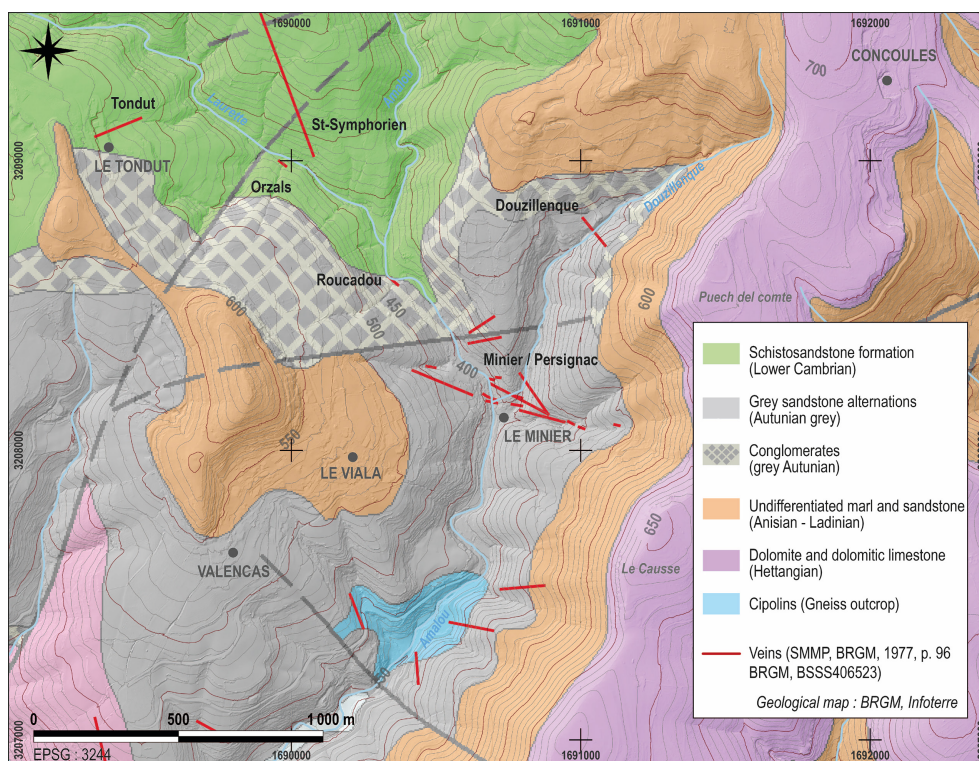 1690000
1691000
1692000
CONCOULES
700
Tondut
Laurette
St-Symphorien
3209000
LE TONDUT
Orzals
Douzillenque
Douzillenque
Roucadou
450
500
600
600
Puech del comte
Minier / Persignac
400
LE MINIER
3208000
550
LE VIALA
VALENCAS
650
Le Causse
Amalou
Schistosandstone formation
(Lower Cambrian)
Grey sandstone alternations
(Autunian grey)
Conglomerates
(grey Autunian)
Undifferentiated marl and sandstone
(Anisian - Ladinian)
Dolomite and dolomitic limestone
(Hettangian)
Cipolins (Gneiss outcrop)
Veins (SMMP, BRGM, 1977, p. 96
BRGM, BSSS406523)
Geological map : BRGM, Infoterre
0 500 1 000 m
3207000
EPSG : 3244
1690000
1691000
1692000